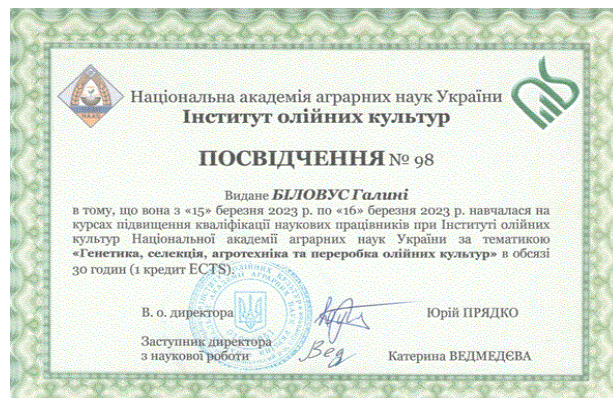 Національна академія аграрних наук України
Інститут олійних культур
ПОСВІДЧЕННЯ № 98
Видане БІЛОВУС Галині
в тому, що вона з «15» березня 2023 р. по «16» березня 2023 р. навчалася на
курсах підвищення кваліфікації наукових працівників при Інституті олійних
культур Національної академії аграрних наук України за тематикою
«Генетика, селекція, агротехніка та переробка олійних культур» в обсязі
30 годин (1 кредит ECTS).
В. о. директора Юрій ПРЯДКО
Заступник директора
з наукової роботи Катерина ВЕДМЕДЄВА